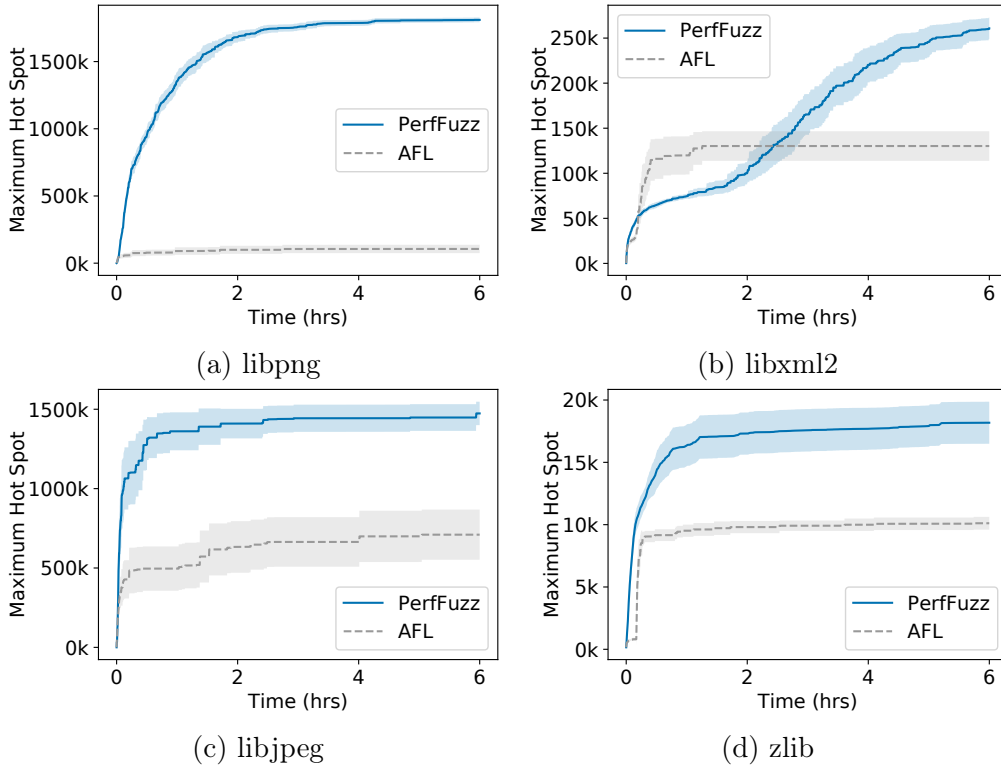 Maximum Hot Spot
1500k
1000k
500k
0k
PerfFuzz
AFL
0 2 4 6
Time (hrs)
(a) libpng
Maximum Hot Spot
250k
200k
150k
100k
50k
0k
PerfFuzz
AFL
0 2 4 6
Time (hrs)
(b) libxml2
Maximum Hot Spot
1500k
1000k
500k
0k
PerfFuzz
AFL
0 2 4 6
Time (hrs)
(c) libjpeg
Maximum Hot Spot
20k
15k
10k
5k
0k
PerfFuzz
AFL
0 2 4 6
Time (hrs)
(d) zlib